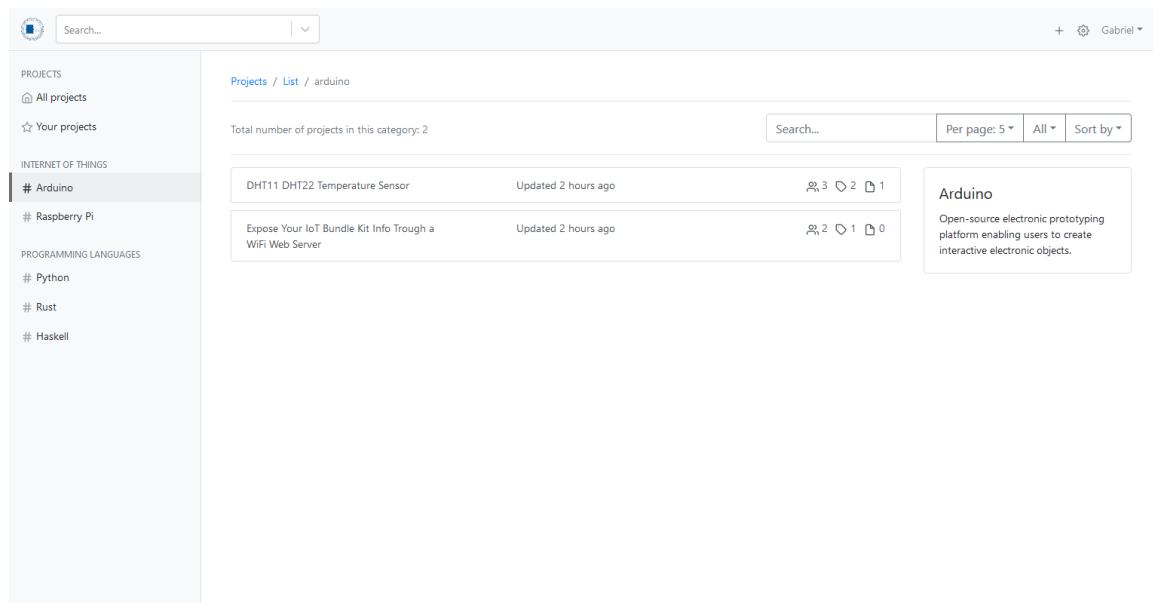 Search...
Gabriel
PROJECTS
All projects
Your projects
INTERNET OF THINGS
# Arduino
# Raspberry Pi
PROGRAMMING LANGUAGES
# Python
# Rust
# Haskell
Projects / List / arduino
Total number of projects in this category: 2
Search...
Per page: 5
All
Sort by
DHT11 DHT22 Temperature Sensor
Updated 2 hours ago
3 2 1
Expose Your IoT Bundle Kit Info Trough a
WiFi Web Server
Updated 2 hours ago
2 1 0
Arduino
Open-source electronic prototyping
platform enabling users to create
interactive electronic objects.